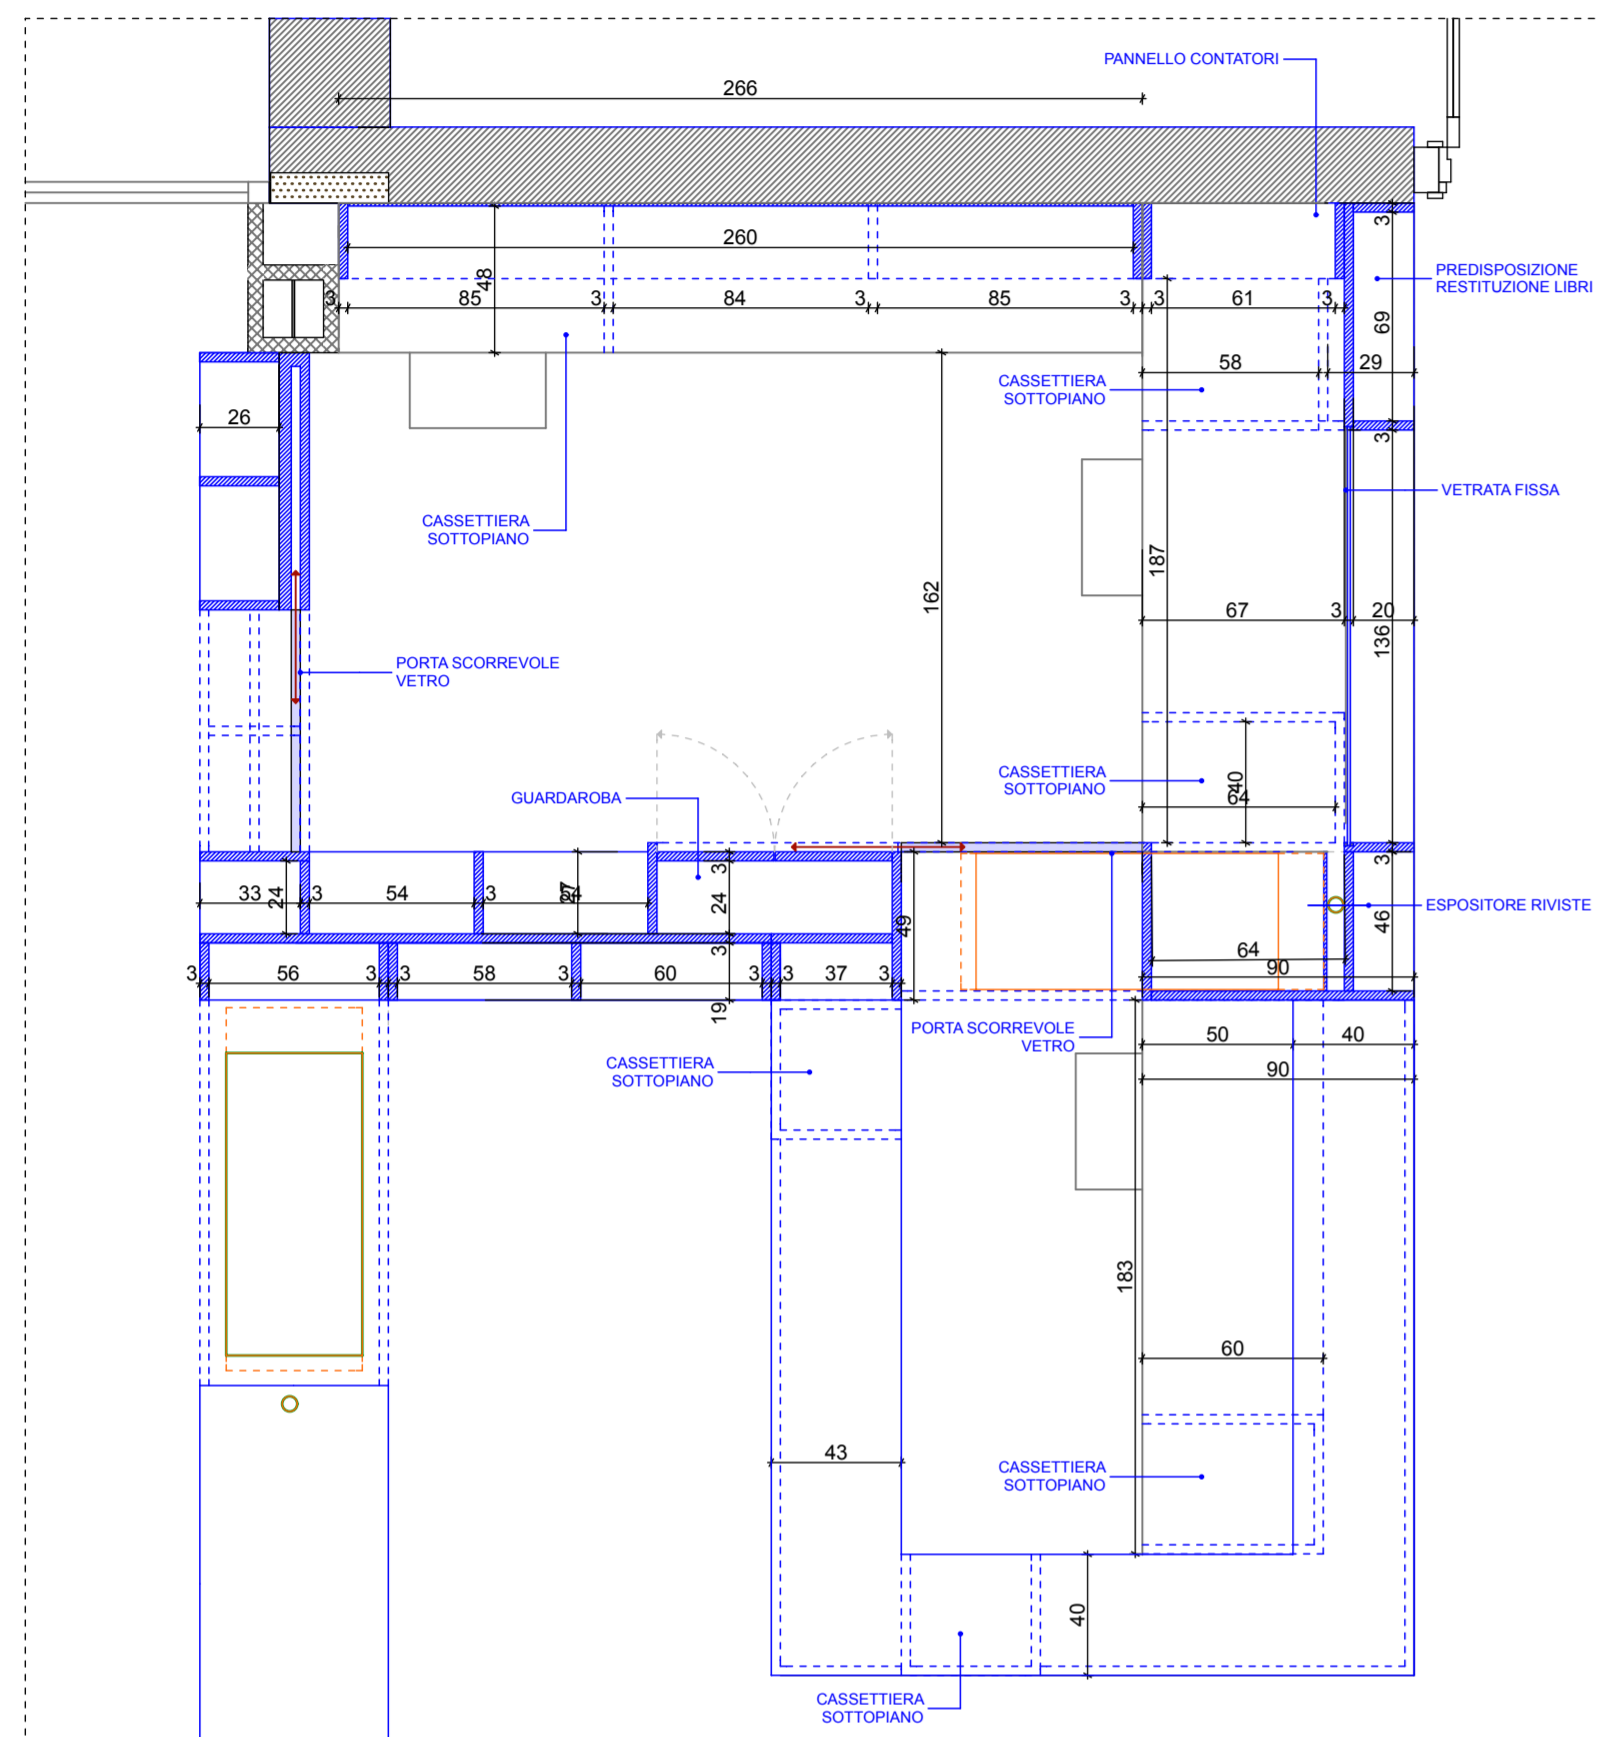 PANNELLO CONTATORI
266
3
260
48
PREDISPOSIZIONE
RESTITUZIONE LIBRI
3 85 3 84 3 85 3 3 61 3
69
58 29
CASSETTIERA
SOTTOPIANO
26
3
VETRATA FISSA
CASSETTIERA
SOTTOPIANO
187
162
67 3 20
136
PORTA SCORREVOLE
VETRO
CASSETTIERA
SOTTOPIANO
40
64
GUARDAROBA
3
3
33 3 54 3 54
24
27
24
49
ESPOSITORE RIVISTE
46
64
90
3
3 56 3 3 58 3 60 3 3 37 3
19
PORTA SCORREVOLE
VETRO
50 40
CASSETTIERA
SOTTOPIANO
90
183
60
43
CASSETTIERA
SOTTOPIANO
40
CASSETTIERA
SOTTOPIANO